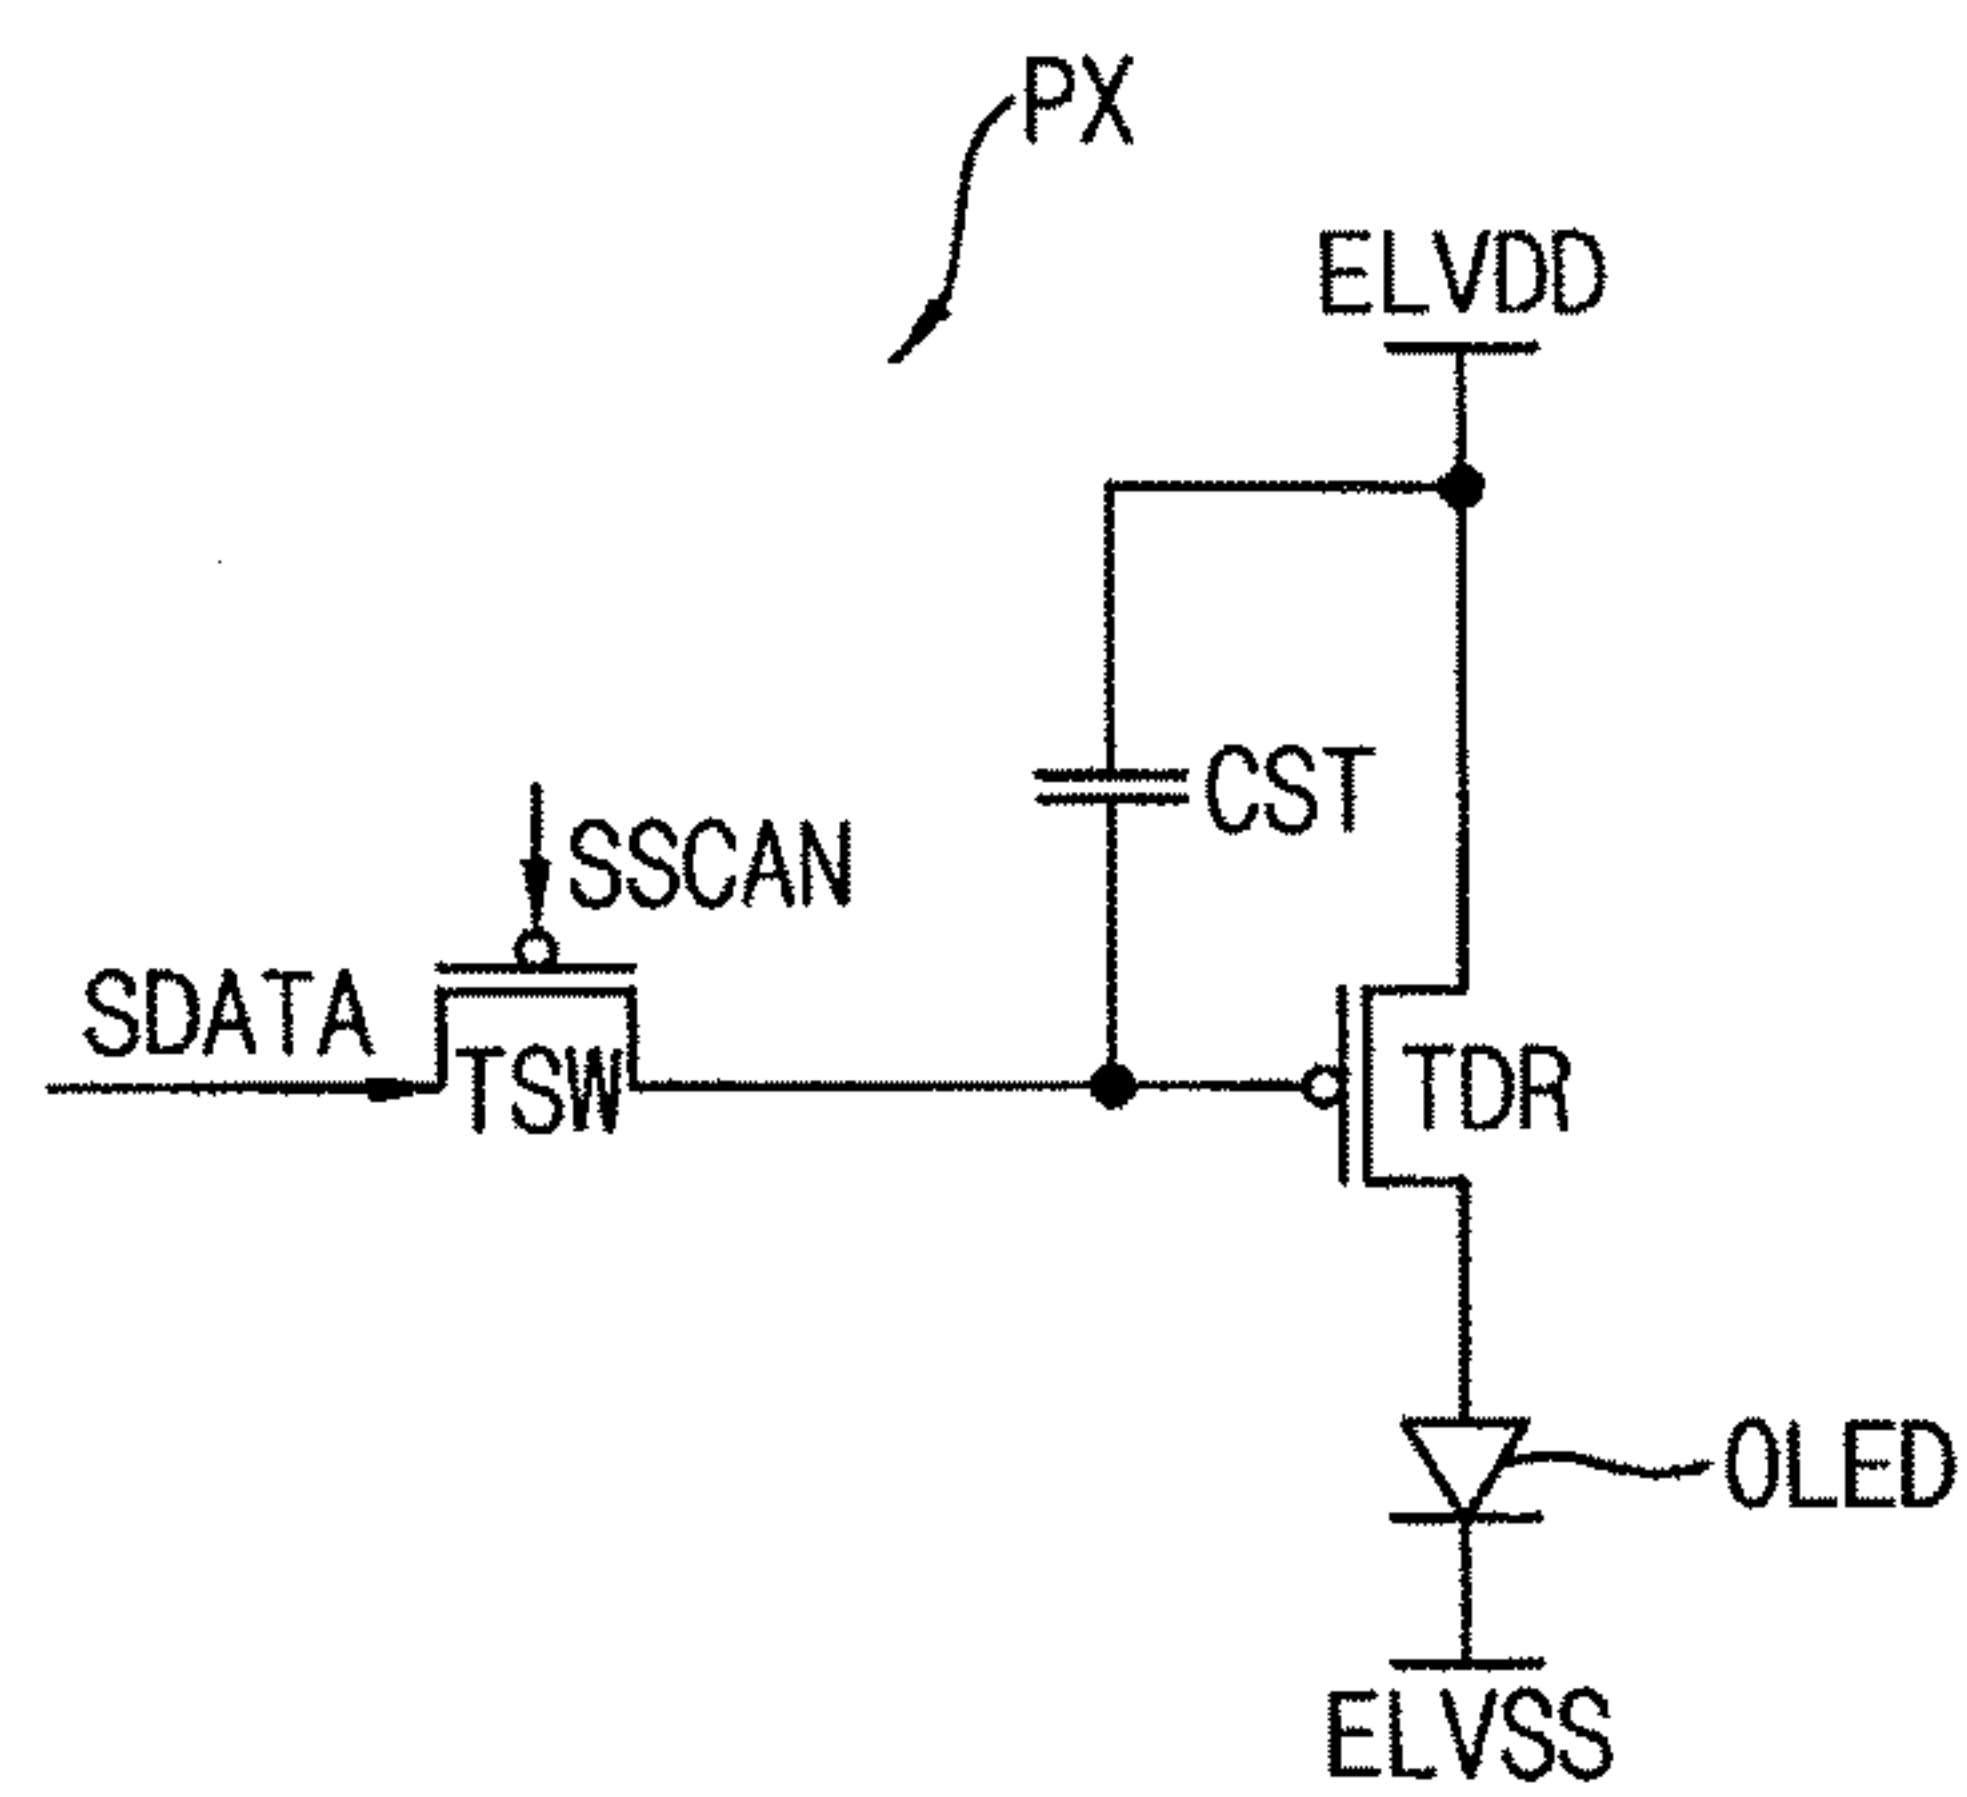 PX
ELVDD
CST
SSCAN
SDATA
TSW
TDR
OLED
ELVSS